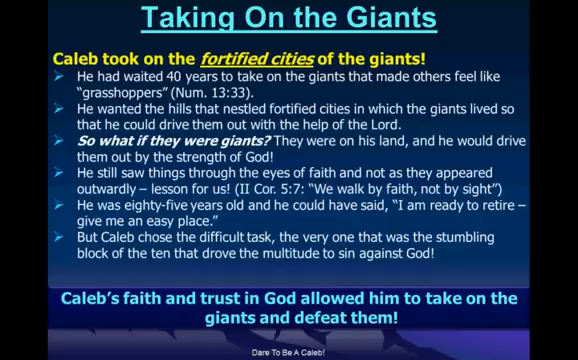 Taking On the Giants
Caleb took on the fortified cities of the giants!
He had waited 40 years to take on the giants that made others feel like
“grasshoppers” (Num. 13:33).
He wanted the hills that nestled fortified cities in which the giants lived so
that he could drive them out with the help of the Lord.
So what if they were giants? They were on his land, and he would drive
them out by the strength of God!
He still saw things through the eyes of faith and not as they appeared
outwardly – lesson for us! (II Cor. 5:7: “We walk by faith, not by sight”)
He was eighty-five years old and he could have said, “I am ready to retire –
give me an easy place.”
But Caleb chose the difficult task, the very one that was the stumbling
block of the ten that drove the multitude to sin against God!
Caleb’s faith and trust in God allowed him to take on the
giants and defeat them!
Dare To Be A Caleb!